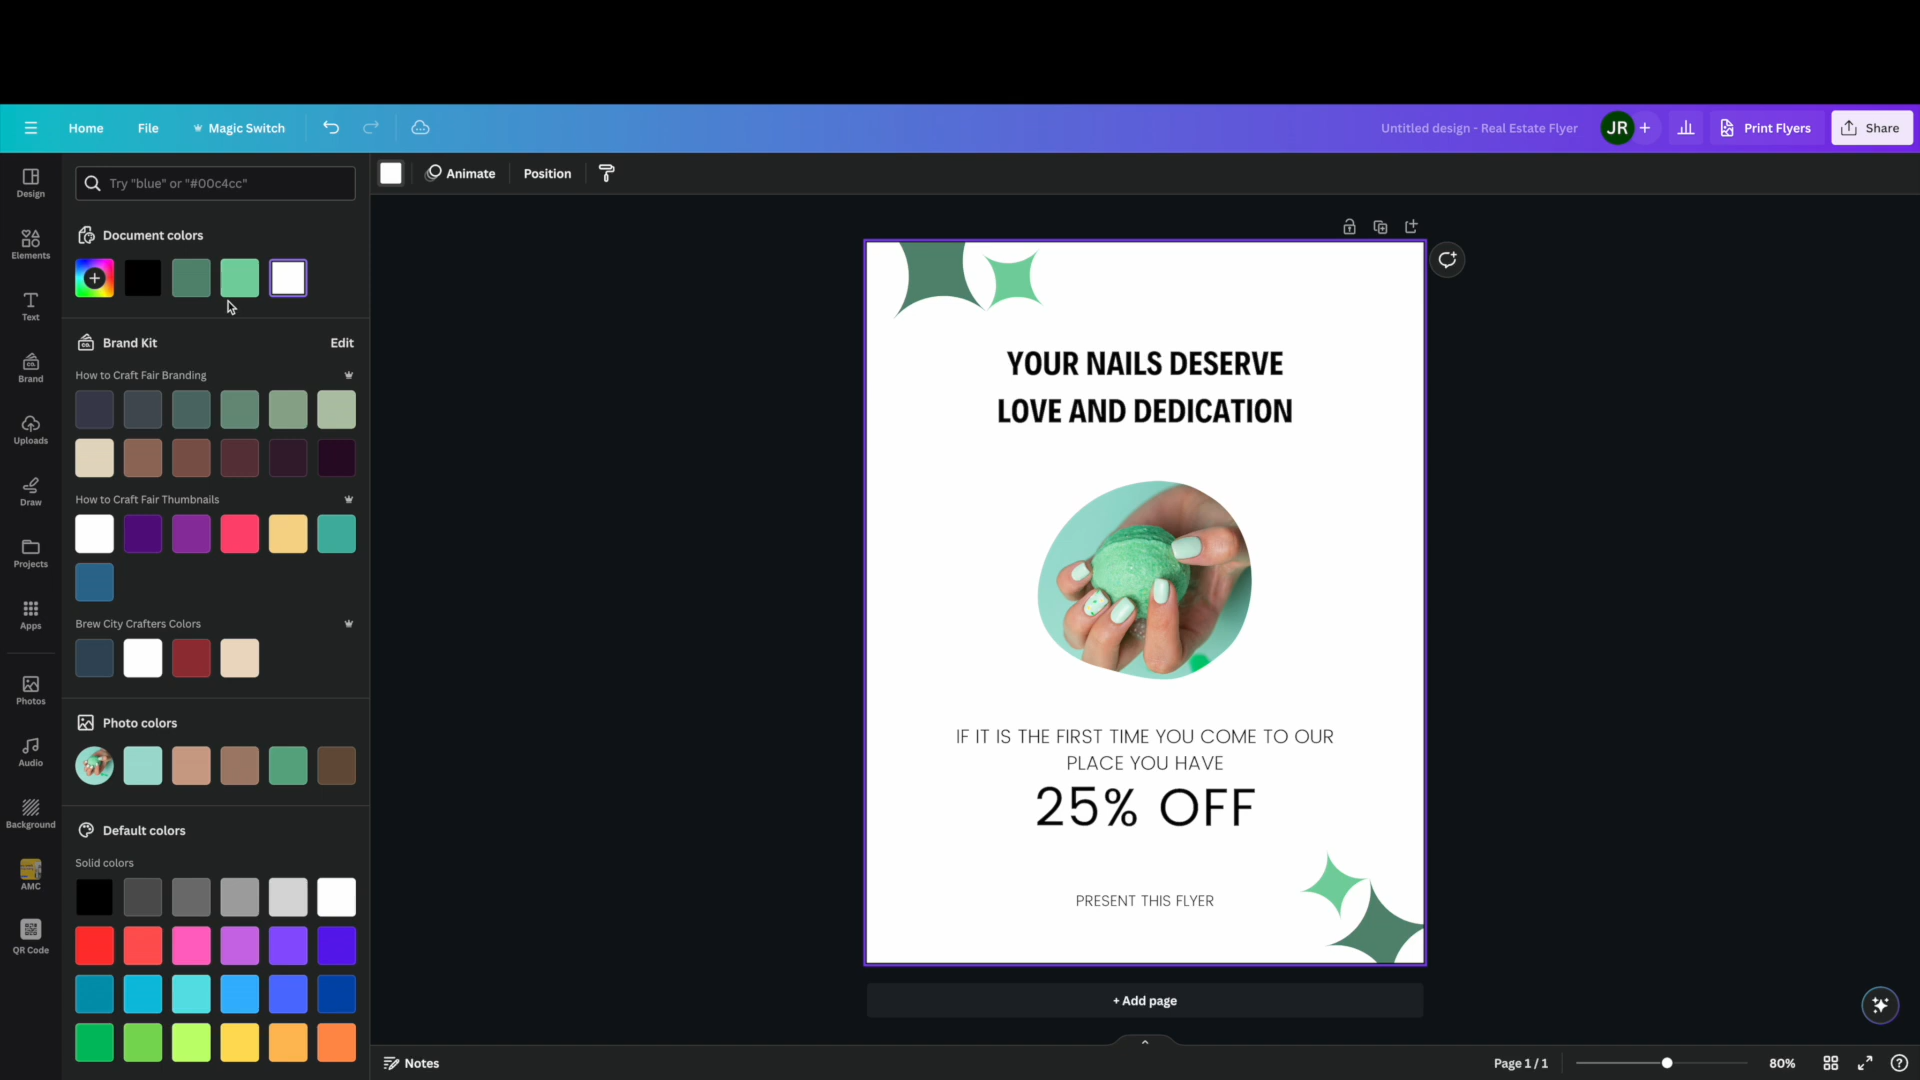 Home
File
Magic Switch
Untitled design - Real Estate Flyer
JR
Print Flyers
Share
Design
Elements
Text
Brand
Uploads
Draw
Projects
Apps
Photos
Audio
Background
AMC
QR Code
Try "blue" or "#00c4cc"
Document colors
Brand Kit
Edit
How to Craft Fair Branding
How to Craft Fair Thumbnails
Brew City Crafters Colors
Photo colors
Default colors
Solid colors
Animate
Position
YOUR NAILS DESERVE
LOVE AND DEDICATION
IF IT IS THE FIRST TIME YOU COME TO OUR
PLACE YOU HAVE
25% OFF
PRESENT THIS FLYER
+ Add page
Notes
Page 1 / 1
80%